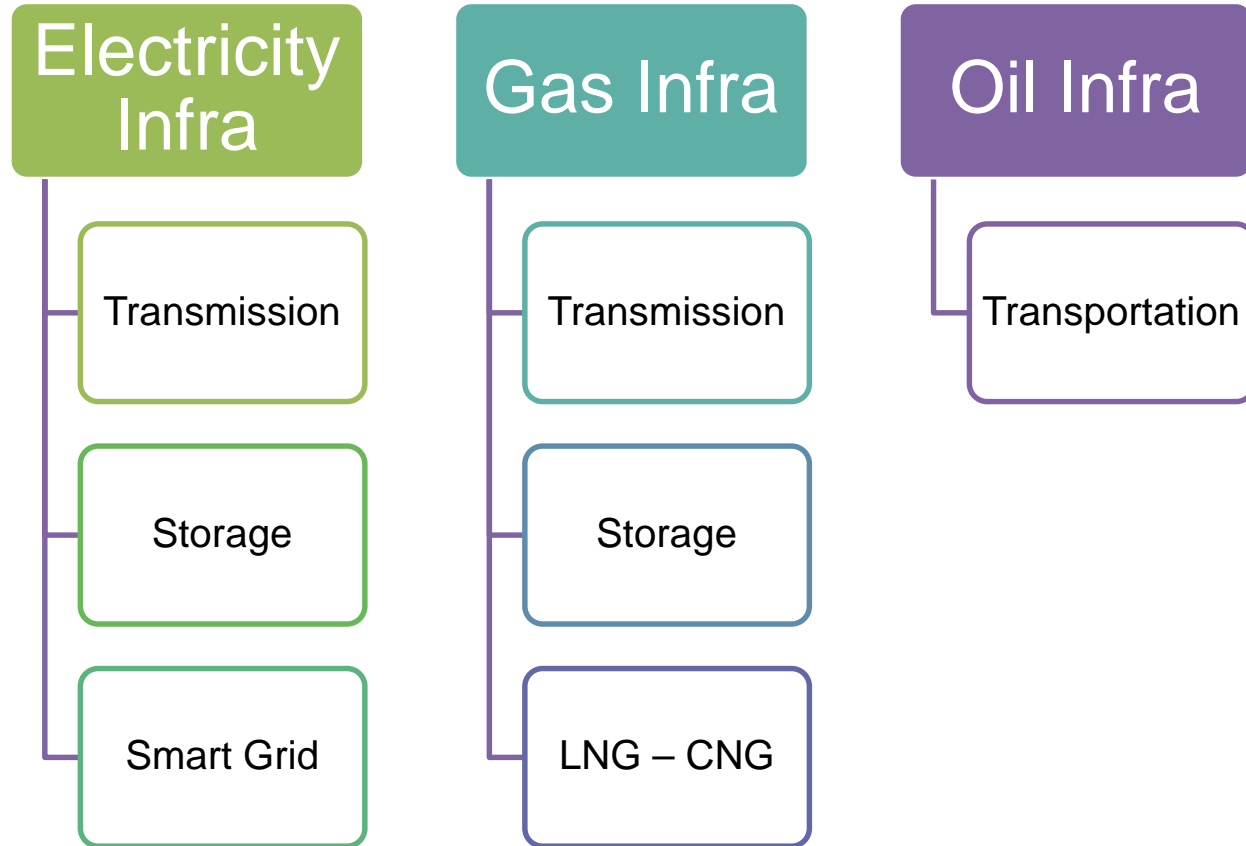 Electricity
Infra
Transmission
Storage
Smart Grid
Gas Infra
Transmission
Storage
LNG – CNG
Oil Infra
Transportation